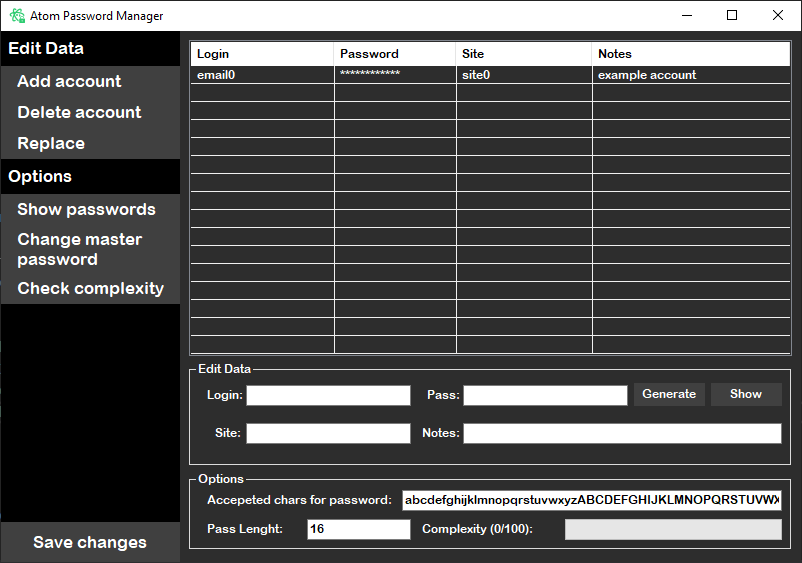 Atom Password Manager
Edit Data
Add account
Delete account
Replace
Options
Show passwords
Change master
password
Check complexity
Save changes
Login Password Site Notes
email0 ************ site0 example account
Edit Data
Login: Pass: Generate Show
Site: Notes:
Options
Accepeted chars for password: abcdefghijklmnopqrstuvwxyzABCDEFGHIJKLMNOPQRSTUVWX
Pass Lenght: 16 Complexity (0/100):